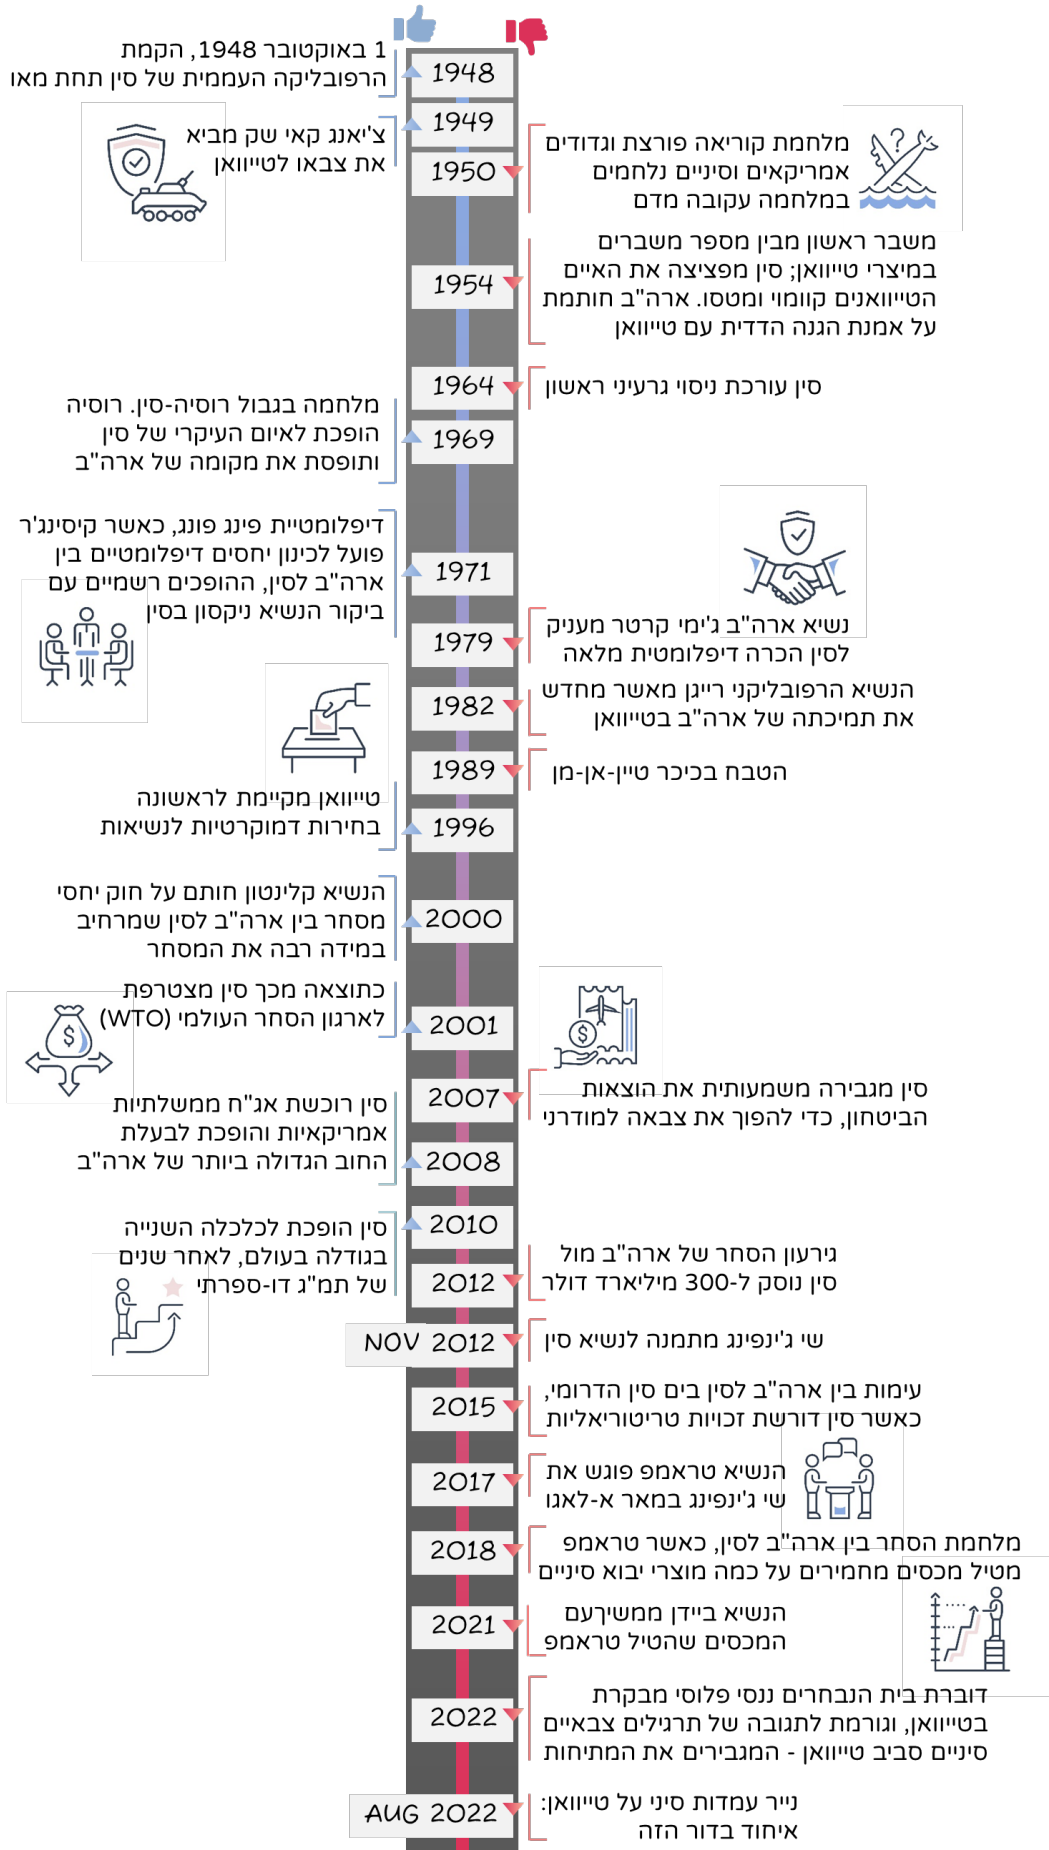 1948
1 באוקטובר 1948, הקמת
הרפובליקה העממית של סין תחת מאו
1949
צ'יאנג קאי שק מביא
את צבאו לטייוואן
1950
מלחמת קוריאה פורצת וגדודים
אמריקאים וסיניים נלחמים
במלחמה עקובה מדם
1954
משבר ראשון מבין מספר משברים
במיצרי טייוואן; סין מפציצה את האיים
הטייוואנים קוומוי ומטסו. ארה"ב חותמת
על אמנת הגנה הדדית עם טייוואן
1964
סין עורכת ניסוי גרעיני ראשון
1969
מלחמה בגבול רוסיה-סין. רוסיה
הופכת לאיום העיקרי של סין
ותופסת את מקומה של ארה"ב
1971
דיפלומטיית פינג פונג, כאשר קיסינג'ר
פועל לכינון יחסים דיפלומטיים בין
ארה"ב לסין, ההופכים רשמיים עם
ביקור הנשיא ניקסון בסין
1979
נשיא ארה"ב ג'ימי קרטר מעניק
לסין הכרה דיפלומטית מלאה
1982
הנשיא הרפובליקני רייגן מאשר מחדש
את תמיכתה של ארה"ב בטייוואן
1989
הטבח בכיכר טיין-אן-מן
1996
טייוואן מקיימת לראשונה
בחירות דמוקרטיות לנשיאות
2000
הנשיא קלינטון חותם על חוק יחסי
מסחר בין ארה"ב לסין שמרחיב
במידה רבה את המסחר
2001
כתוצאה מכך סין מצטרפת
לארגון הסחר העולמי (WTO)
2007
סין מגבירה משמעותית את הוצאות
הביטחון, כדי להפוך את צבאה למודרני
2008
סין רוכשת אג"ח ממשלתיות
אמריקאיות והופכת לבעלת
החוב הגדולה ביותר של ארה"ב
2010
סין הופכת לכלכלה השנייה
בגודלה בעולם, לאחר שנים
של תמ"ג דו-ספרתי
2012
גירעון הסחר של ארה"ב מול
סין נוסק ל-300 מיליארד דולר
NOV 2012
שי ג'ינפינג מתמנה לנשיא סין
2015
עימות בין ארה"ב לסין בים סין הדרומי,
כאשר סין דורשת זכויות טריטוריאליות
2017
הנשיא טראמפ פוגש את
שי ג'ינפינג במאר א-לאגו
2018
מלחמת הסחר בין ארה"ב לסין, כאשר טראמפ
מטיל מכסים מחמירים על כמה מוצרי יבוא סיניים
2021
הנשיא ביידן ממשיךעם
המכסים שהטיל טראמפ
2022
דוברת בית הנבחרים ננסי פלוסי מבקרת
בטייוואן, וגורמת לתגובה של תרגילים צבאיים
סיניים סביב טייוואן - המגבירים את המתיחות
AUG 2022
נייר עמדות סיני על טייוואן:
איחוד בדור הזה